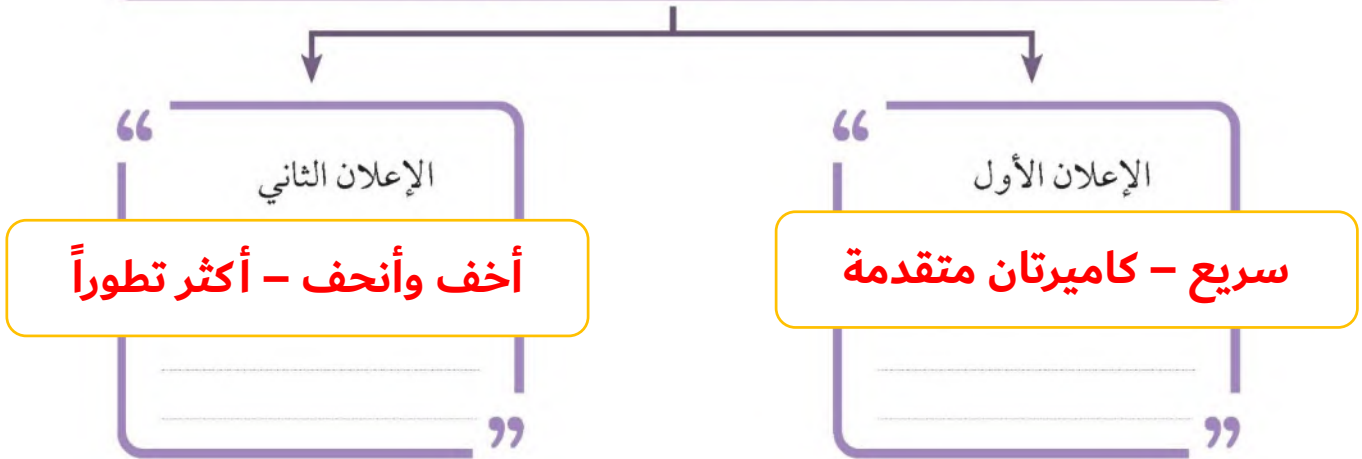 الإعلان الأول
سريع – كاميرتان متقدمة
الإعلان الثاني
أخف وأنحف – أكثر تطوراً